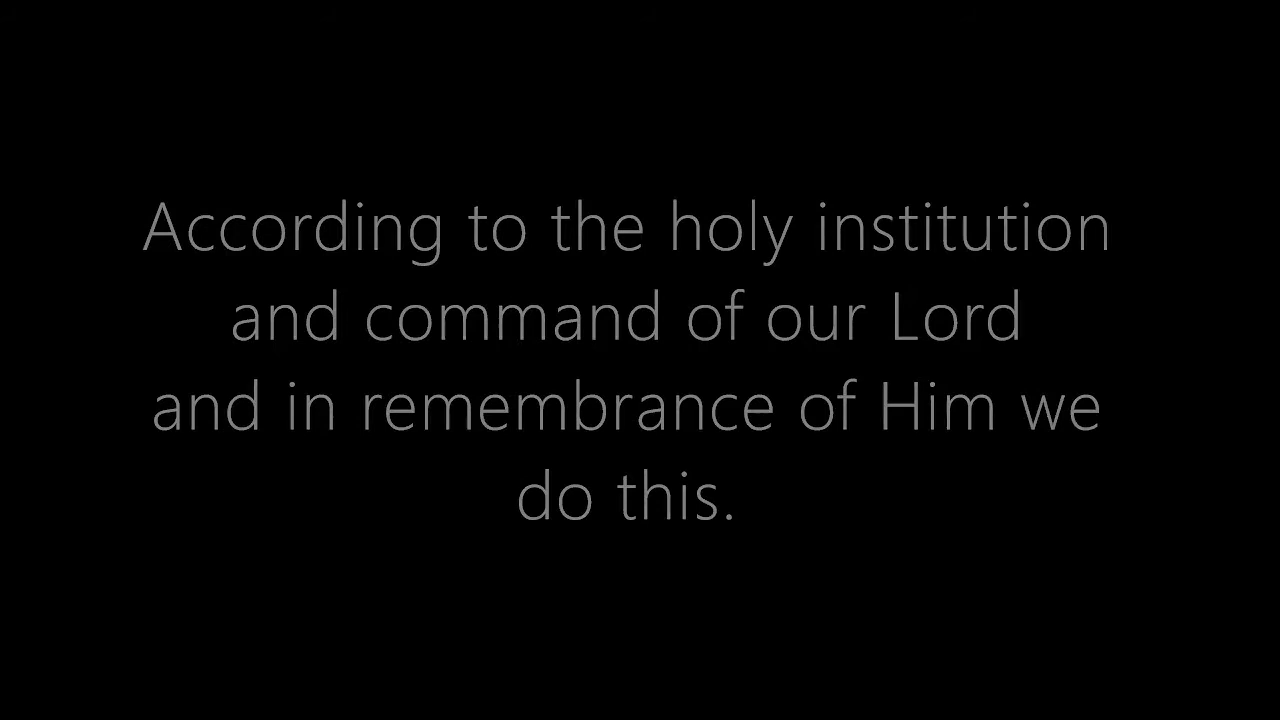 According to the holy institution
and command of our Lord
and in remembrance of Him we
do this.